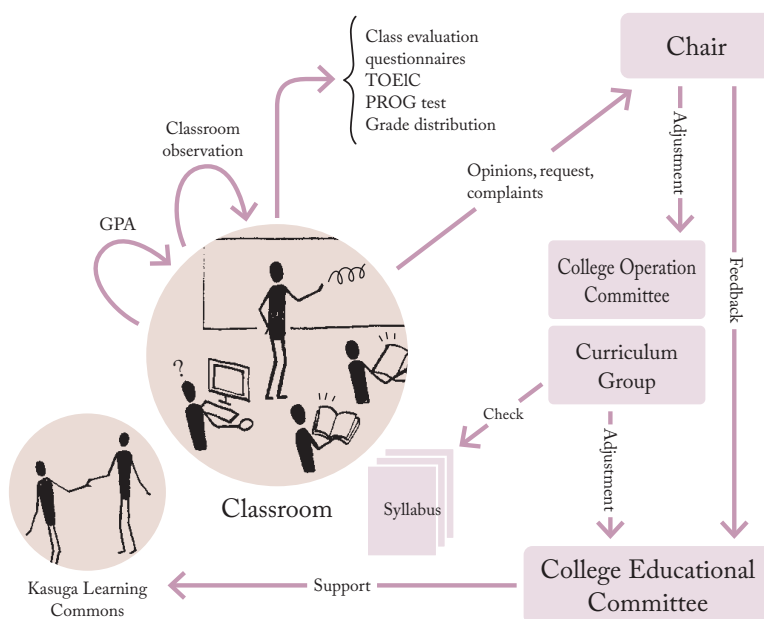 Class evaluation
questionnaires
TOEIC
PROG test
Grade distribution
Chair
Classroom
observation
GPA
Opinions, request,
complaints
Adjustment
Feedback
College Operation
Committee
Curriculum
Group
?
Check
Adjustment
Syllabus
Classroom
Kasuga Learning
Commons
Support
College Educational
Committee